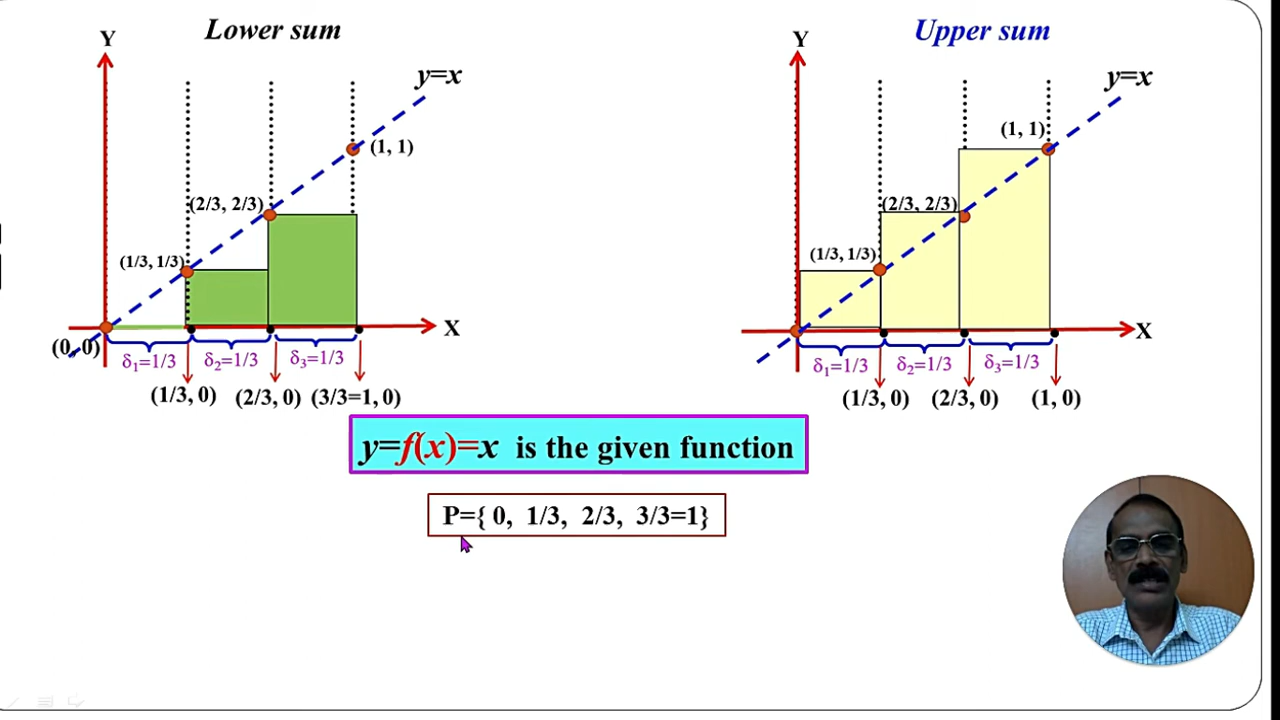 Lower sum
Y
y=x
(1, 1)
(2/3, 2/3)
(1/3, 1/3)
X
(0, 0)
δ₁=1/3 δ₂=1/3 δ₃=1/3
(1/3, 0) (2/3, 0) (3/3=1, 0)
Upper sum
Y
y=x
(1, 1)
(2/3, 2/3)
(1/3, 1/3)
X
δ₁=1/3 δ₂=1/3 δ₃=1/3
(1/3, 0) (2/3, 0) (1, 0)
y=f(x)=x is the given function
P={ 0, 1/3, 2/3, 3/3=1}